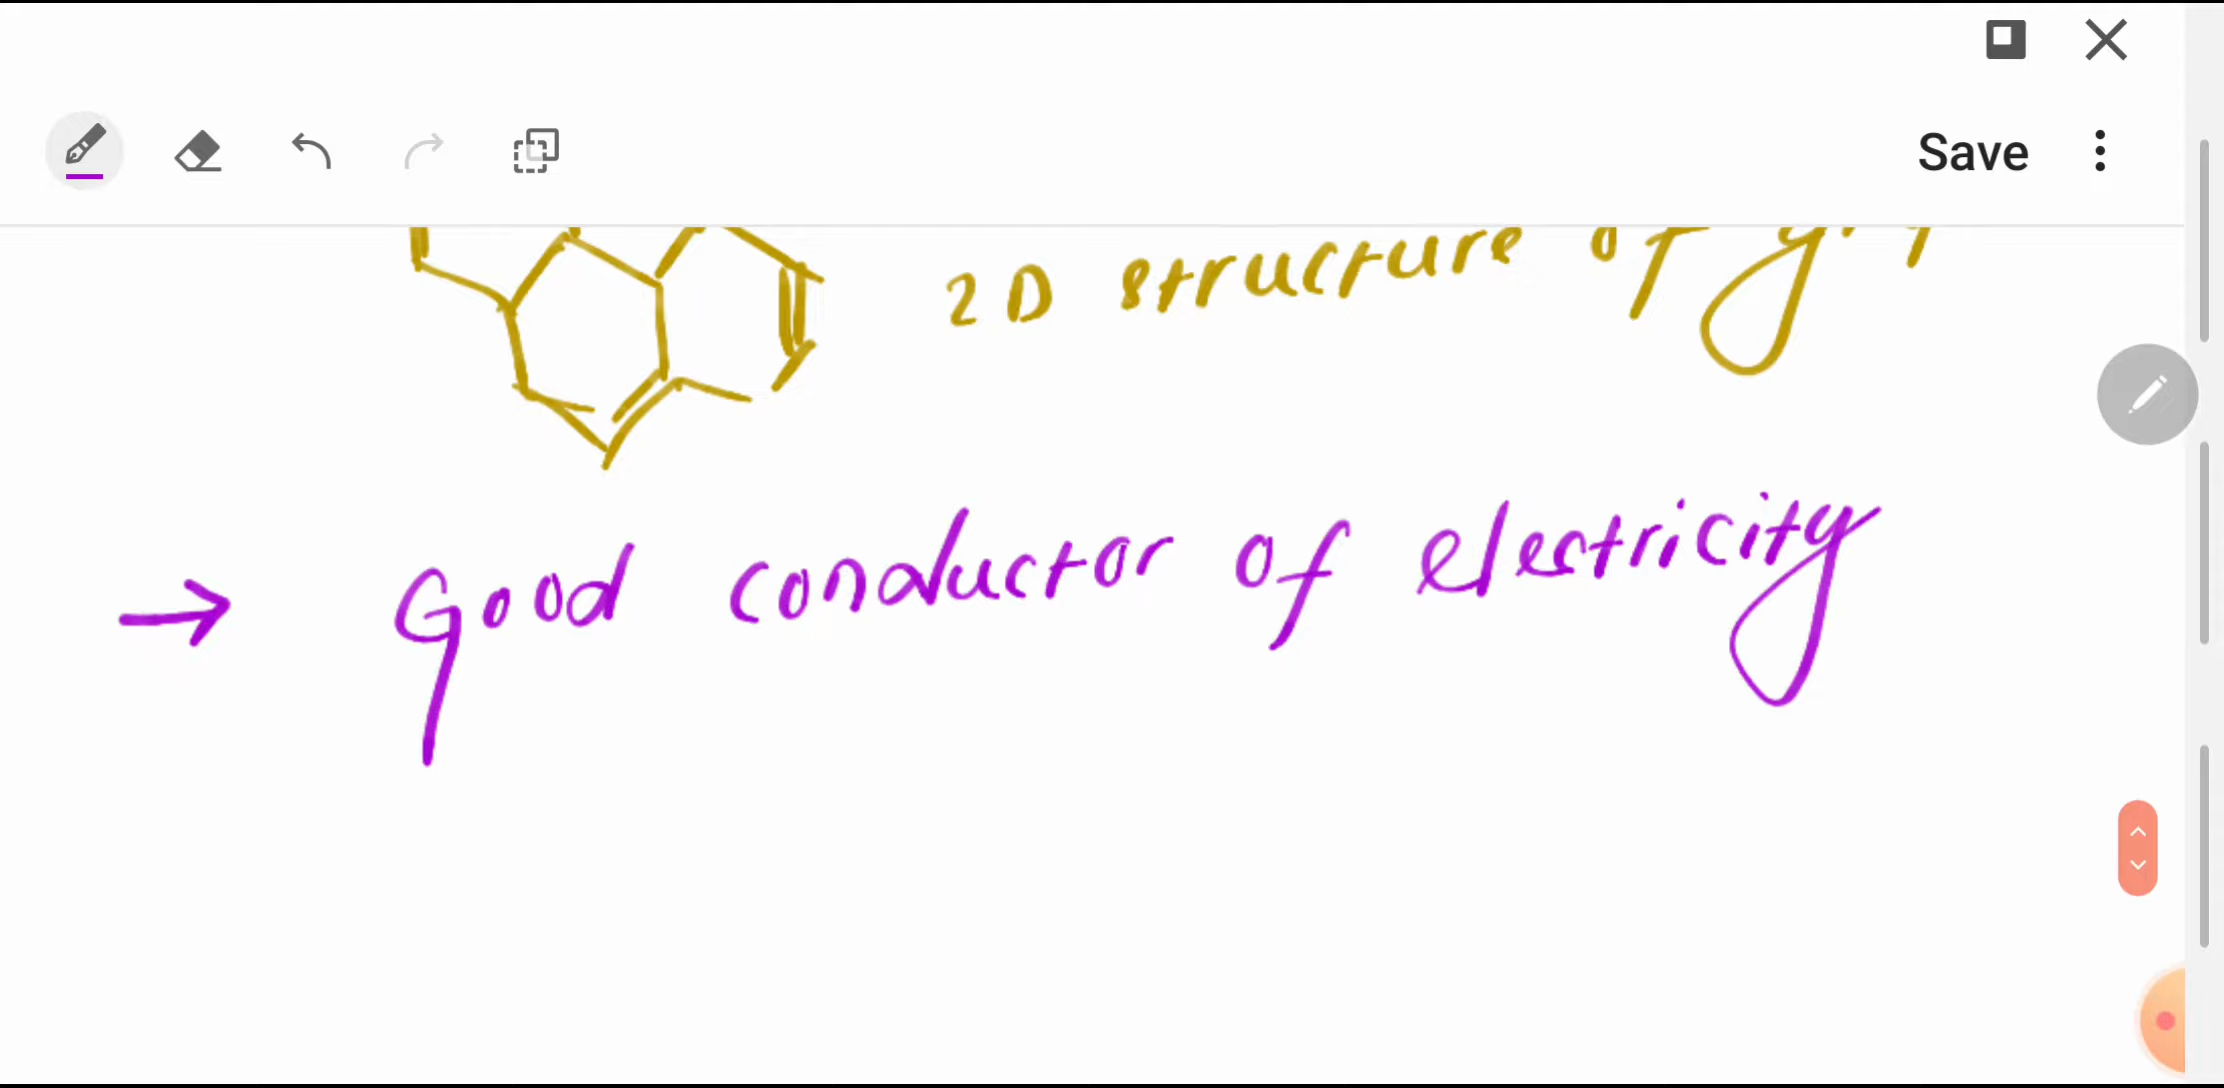 Save
2D structure of
→ Good conductor of electricity